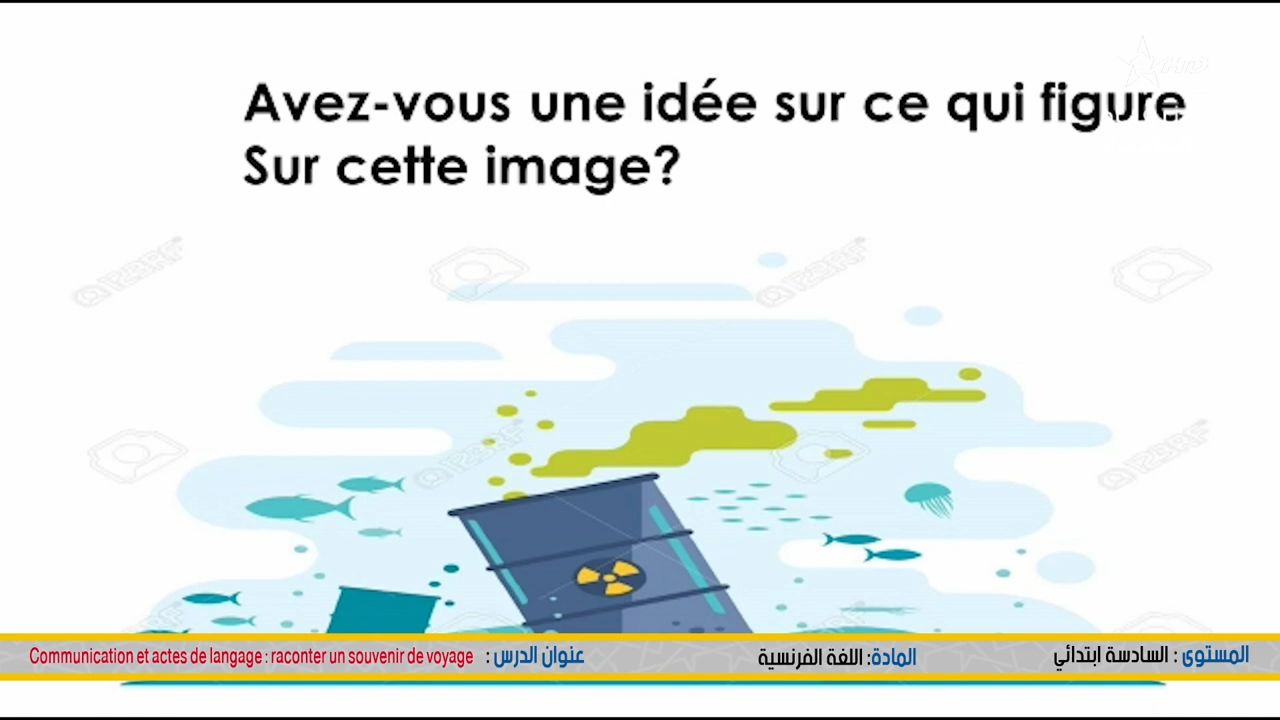 Avez-vous une idée sur ce qui figure
Sur cette image?
المستوى : السادسة ابتدائي
المادة: اللغة الفرنسية
عنوان الدرس : Communication et actes de langage : raconter un souvenir de voyage